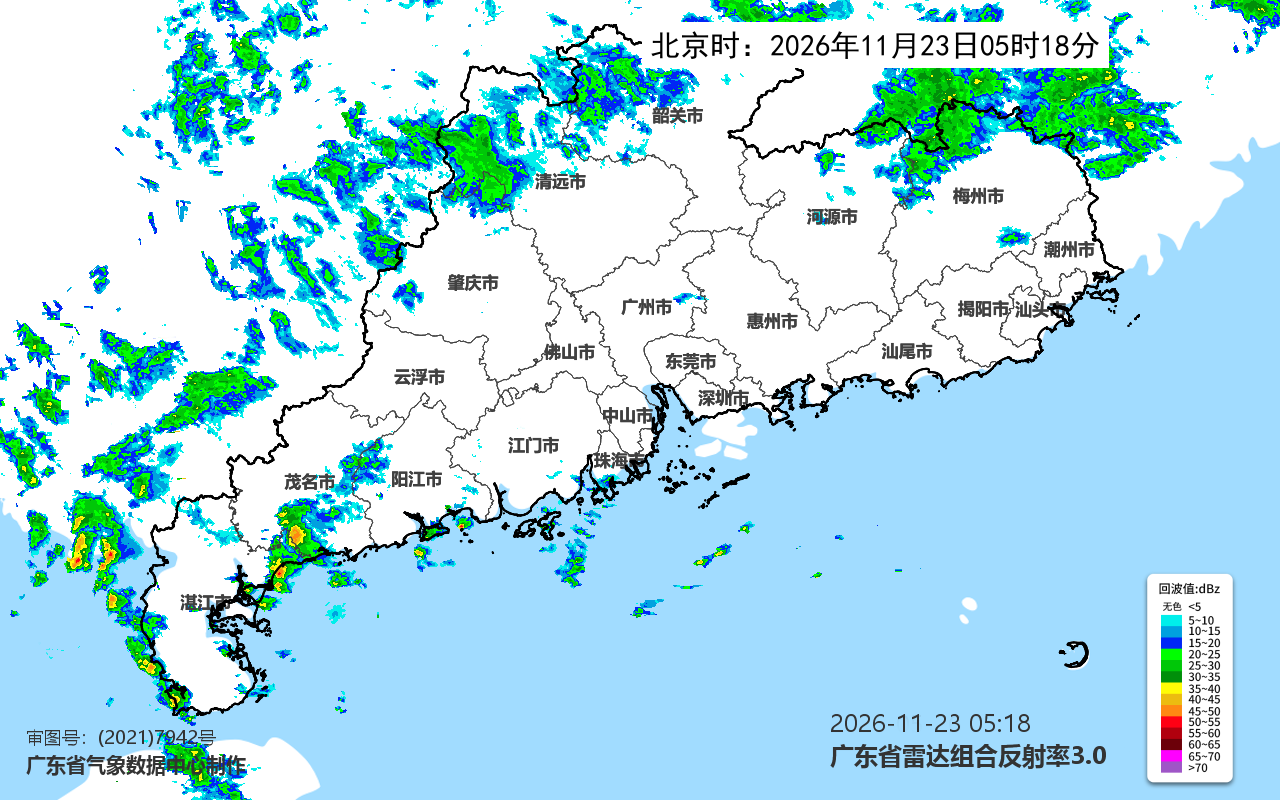 北京时：2026年11月23日05时18分
韶关市
清远市
梅州市
河源市
潮州市
肇庆市
广州市
揭阳市
汕头市
惠州市
佛山市
东莞市
汕尾市
云浮市
深圳市
中山市
江门市
珠海市
茂名市
阳江市
湛江市
回波值:dBz
无色 <5
5~10
10~15
15~20
20~25
25~30
30~35
35~40
40~45
45~50
50~55
55~60
60~65
65~70
>70
2026-11-23 05:18
广东省雷达组合反射率3.0
审图号：(2021)7942号
广东省气象数据中心制作